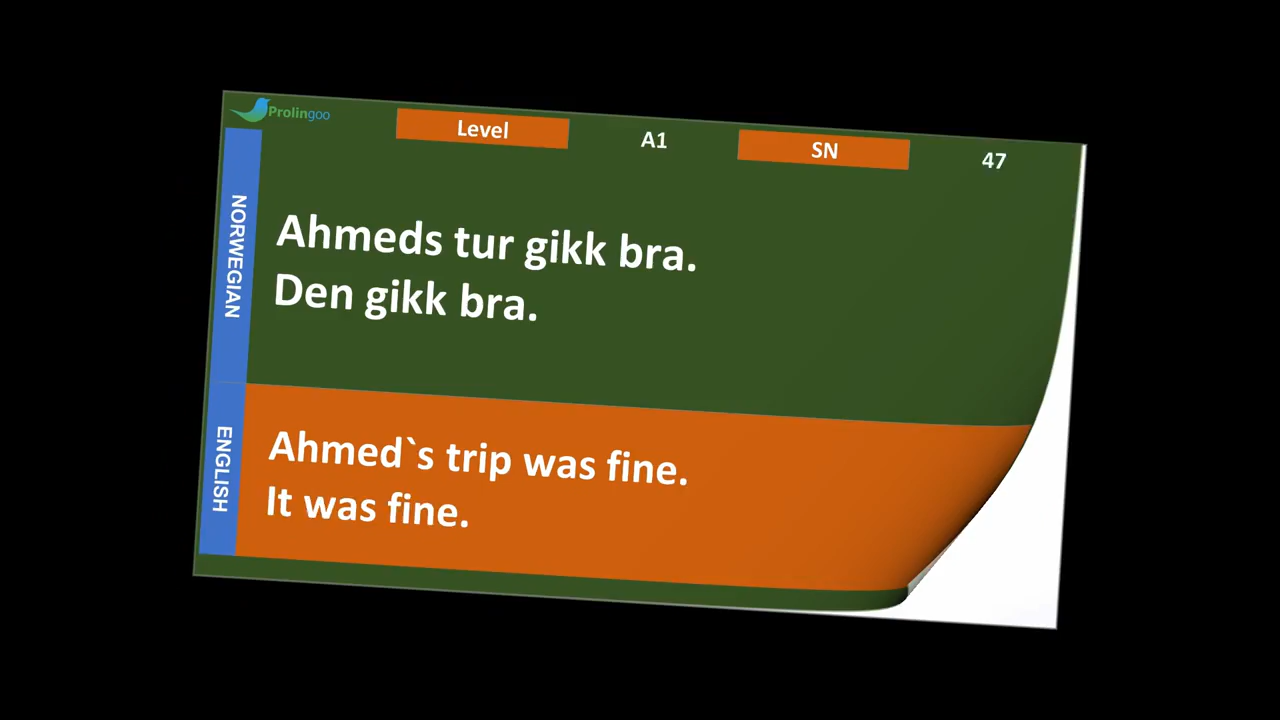 Prolingoo
Level A1 SN 47
NORWEGIAN
Ahmeds tur gikk bra.
Den gikk bra.
ENGLISH
Ahmed`s trip was fine.
It was fine.